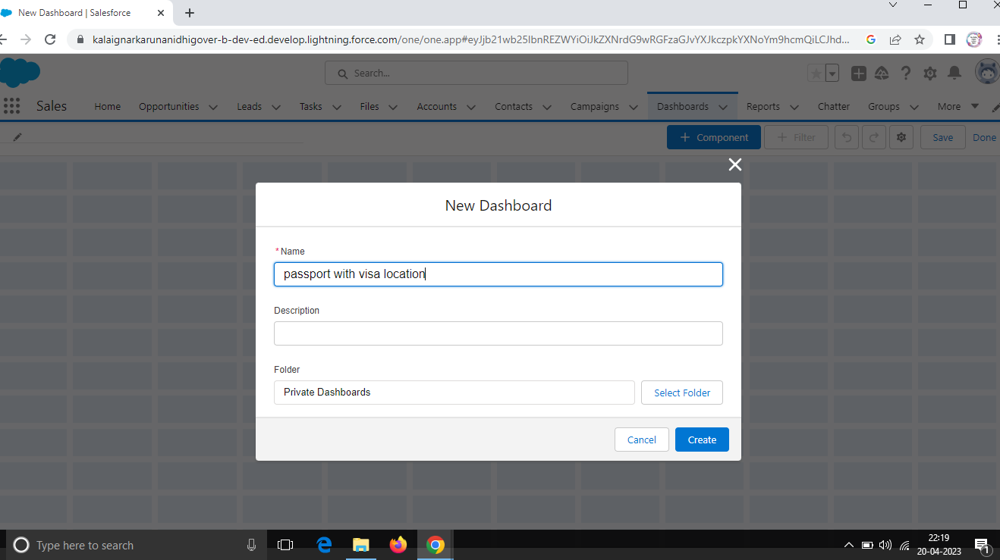 New Dashboard | Salesforce
kalaignarkarunanidhigover-b-dev-ed.develop.lightning.force.com/one/one.app#eyJjb21wb25lbnREZWYiOiJkZXNrdG9wRGFzaGJvYXJkczpkYXNoYm9hcmQiLCJhd...
Search...
Sales Home Opportunities Leads Tasks Files Accounts Contacts Campaigns Dashboards Reports Chatter Groups More
+ Component + Filter Save Done
New Dashboard
*Name
passport with visa location
Description
Folder
Private Dashboards Select Folder
Cancel Create
Type here to search
22:19
20-04-2023
1